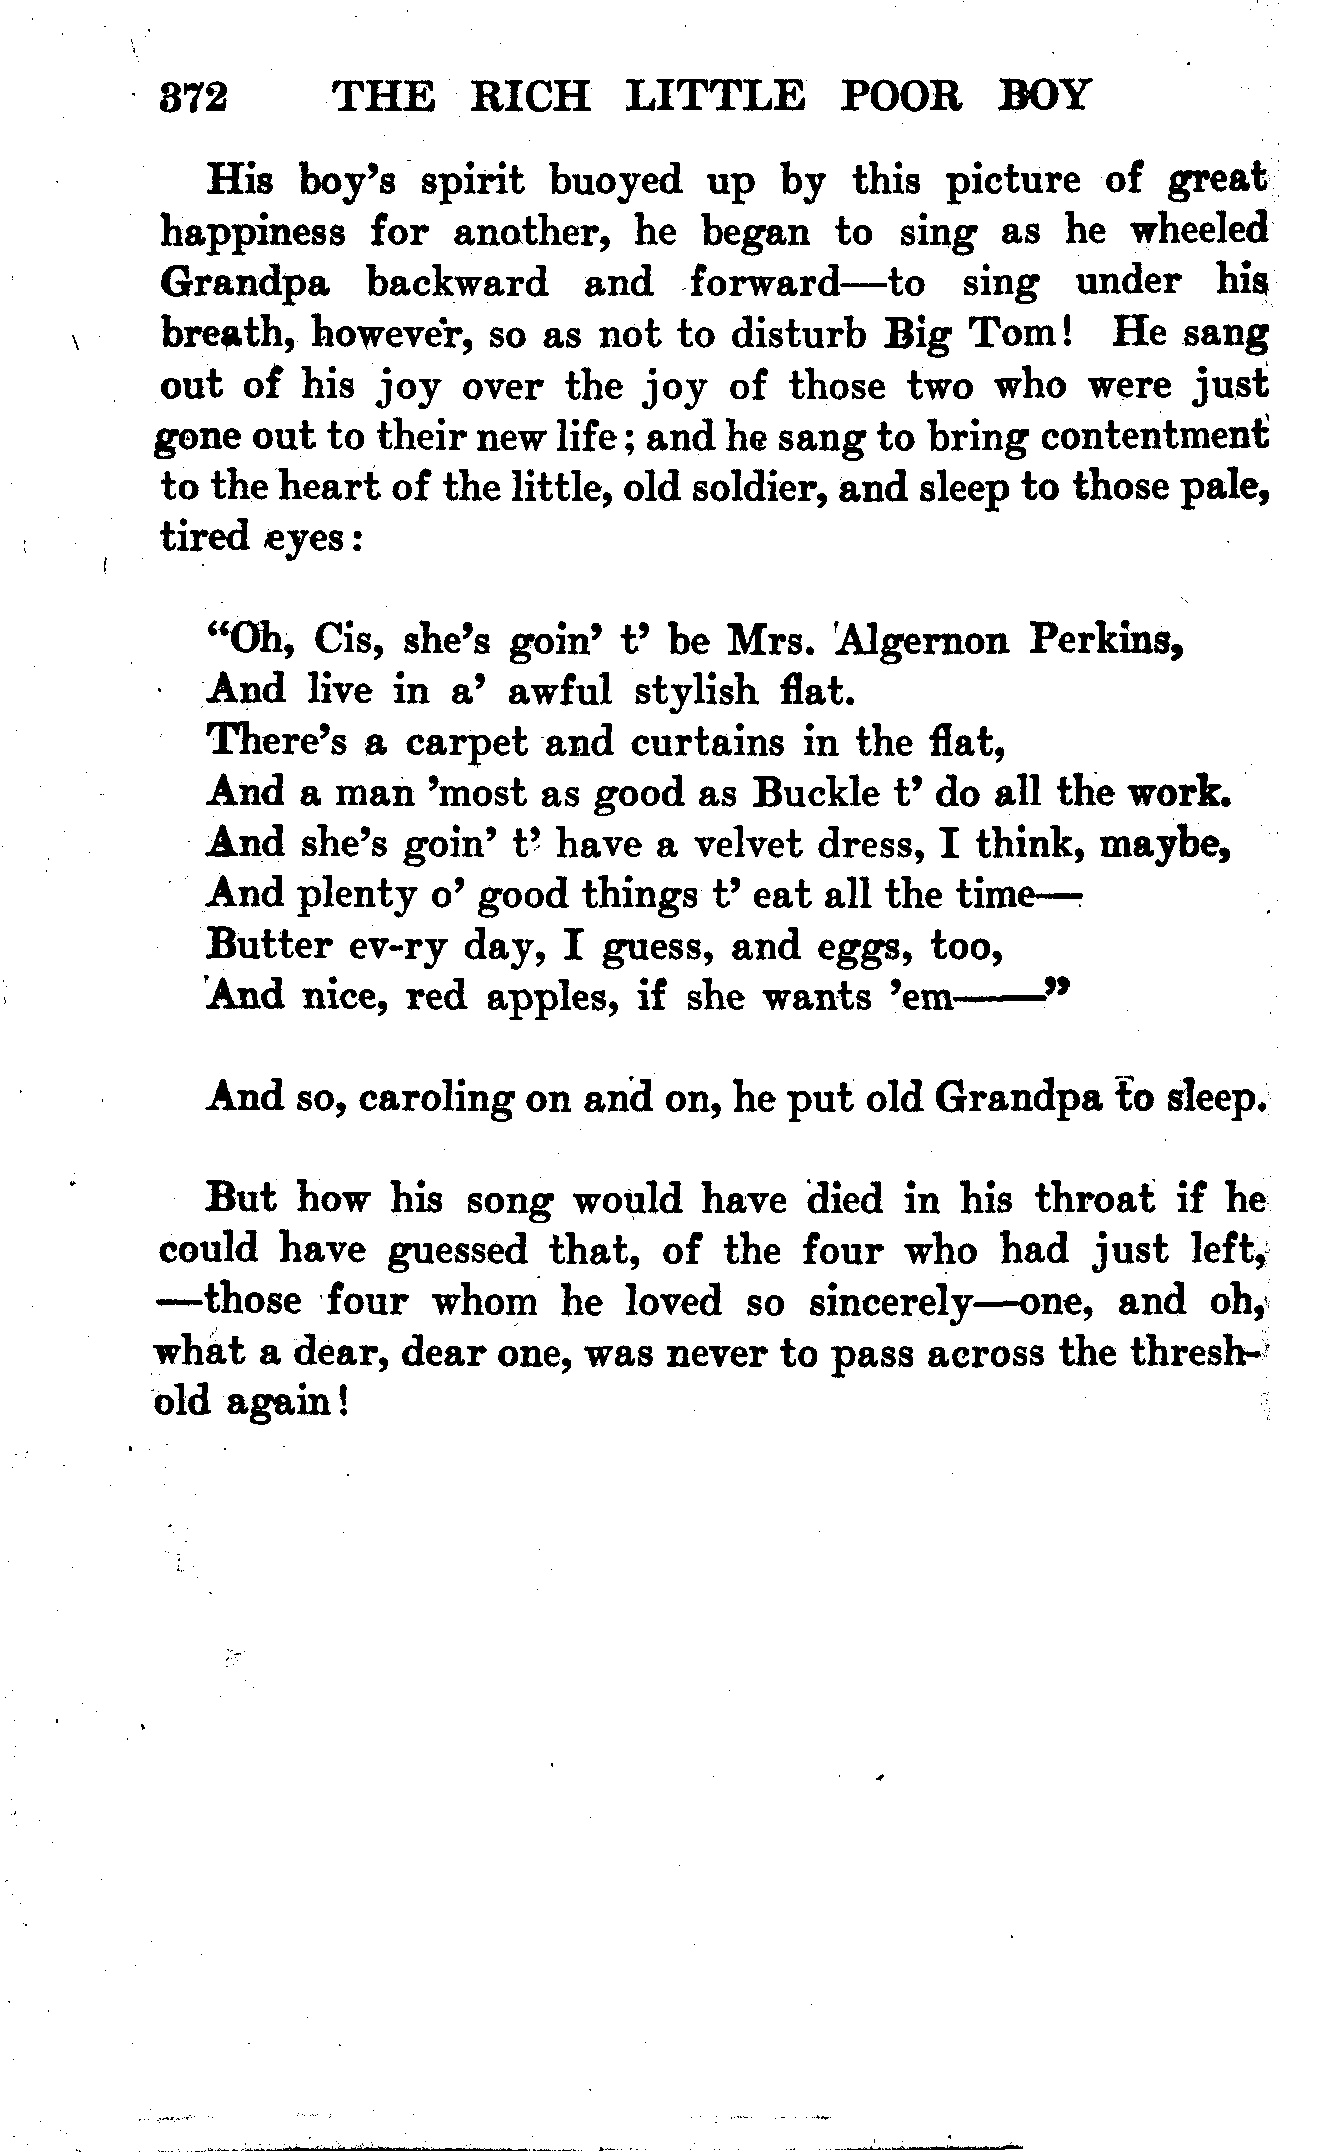 372 THE RICH LITTLE POOR BOY
His boy's spirit buoyed up by this picture of great
happiness for another, he began to sing as he wheeled
Grandpa backward and forward—to sing under his
breath, however, so as not to disturb Big Tom! He sang
out of his joy over the joy of those two who were just
gone out to their new life; and he sang to bring contentment
to the heart of the little, old soldier, and sleep to those pale,
tired eyes:
"Oh, Cis, she's goin' t' be Mrs. Algernon Perkins,
And live in a' awful stylish flat.
There's a carpet and curtains in the flat,
And a man 'most as good as Buckle t' do all the work.
And she's goin' t' have a velvet dress, I think, maybe,
And plenty o' good things t' eat all the time—
Butter ev-ry day, I guess, and eggs, too,
And nice, red apples, if she wants 'em——"
And so, caroling on and on, he put old Grandpa to sleep.
But how his song would have died in his throat if he
could have guessed that, of the four who had just left,
—those four whom he loved so sincerely—one, and oh,
what a dear, dear one, was never to pass across the thresh-
old again!